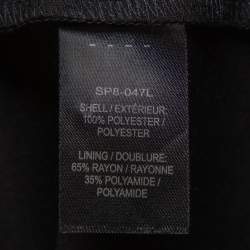 SP8-047L
SHELL / EXTÉRIEUR:
100% POLYESTER /
POLYESTER
LINING / DOUBLURE:
65% RAYON / RAYONNE
35% POLYAMIDE /
POLYAMIDE